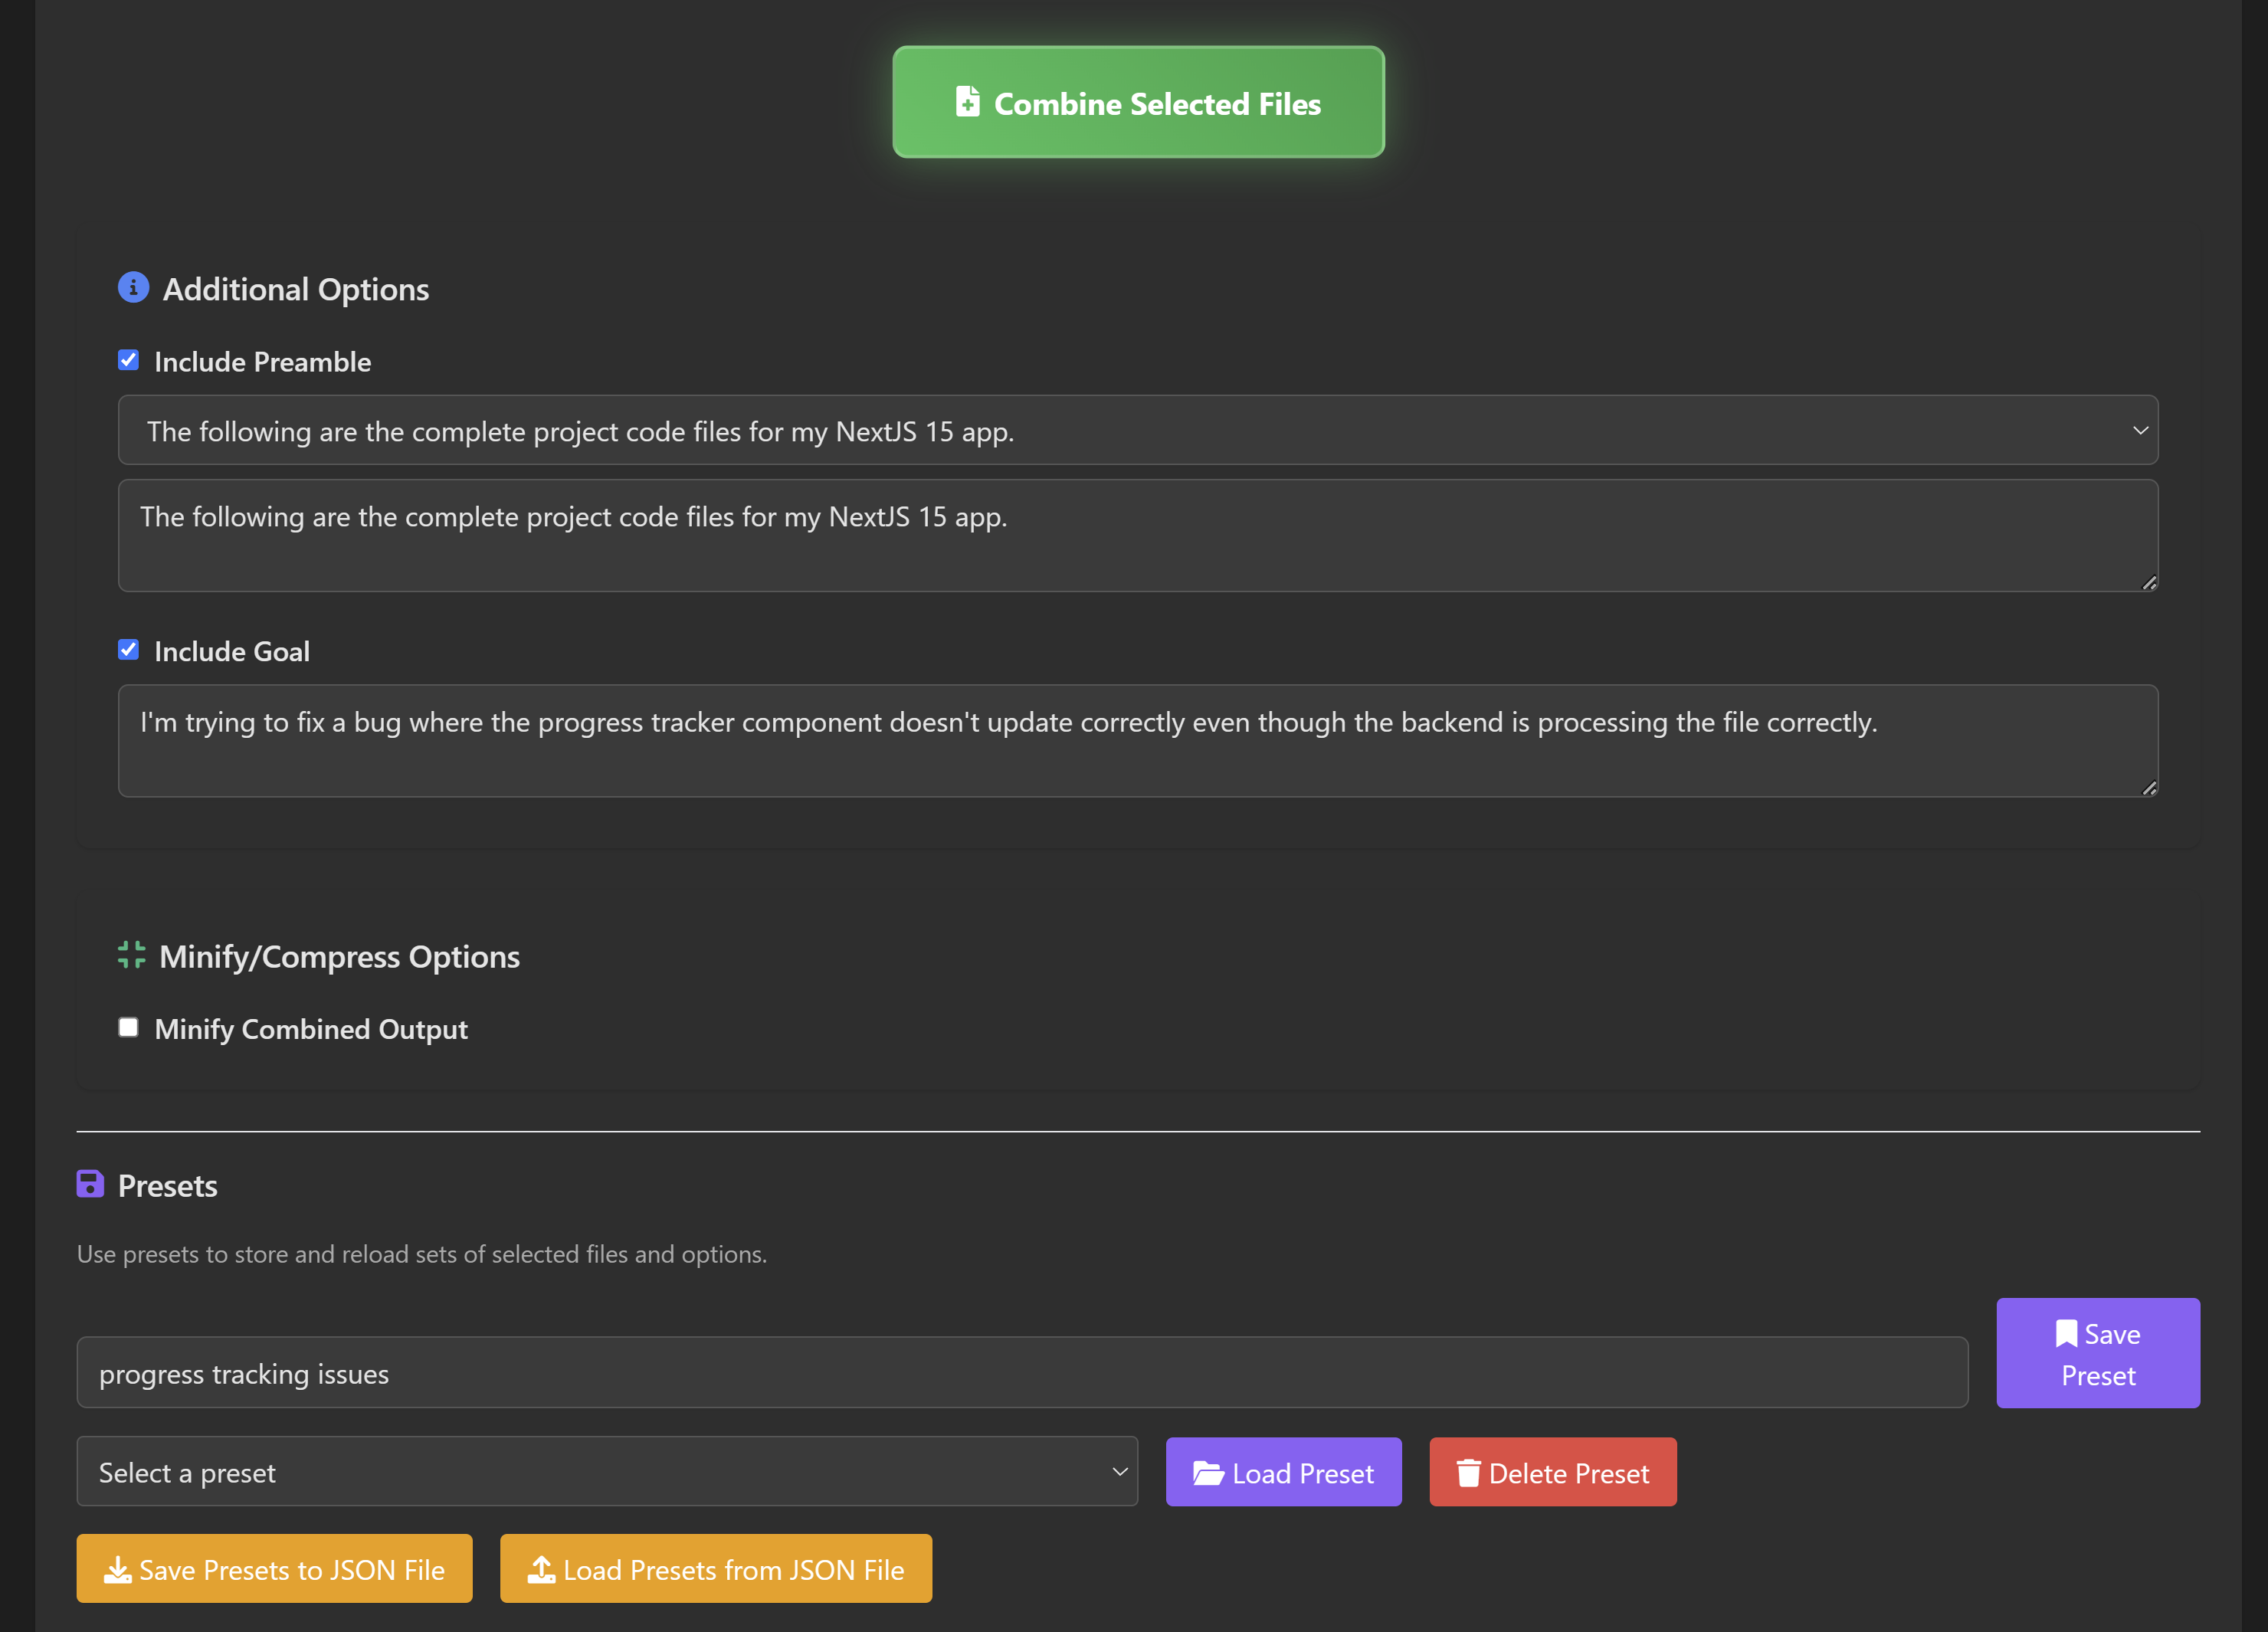 Combine Selected Files
Additional Options
Include Preamble
The following are the complete project code files for my NextJS 15 app.
The following are the complete project code files for my NextJS 15 app.
Include Goal
I'm trying to fix a bug where the progress tracker component doesn't update correctly even though the backend is processing the file correctly.
Minify/Compress Options
Minify Combined Output
Presets
Use presets to store and reload sets of selected files and options.
progress tracking issues
Save
Preset
Select a preset
Load Preset
Delete Preset
Save Presets to JSON File
Load Presets from JSON File